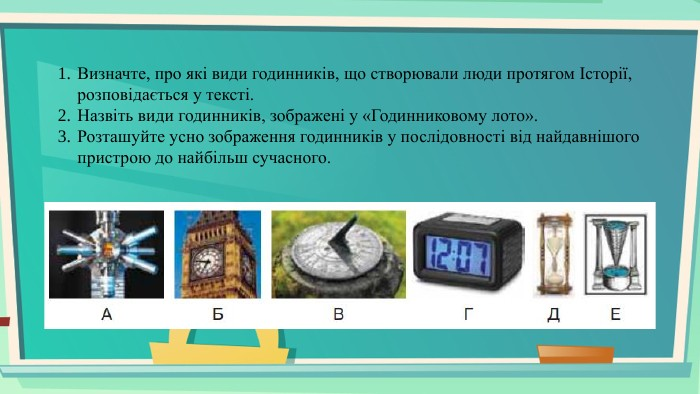 1. Визначте, про які види годинників, що створювали люди протягом Історії,
розповідається у тексті.
2. Назвіть види годинників, зображені у «Годинниковому лото».
3. Розташуйте усно зображення годинників у послідовності від найдавнішого
пристрою до найбільш сучасного.
12:07
А Б В Г Д Е